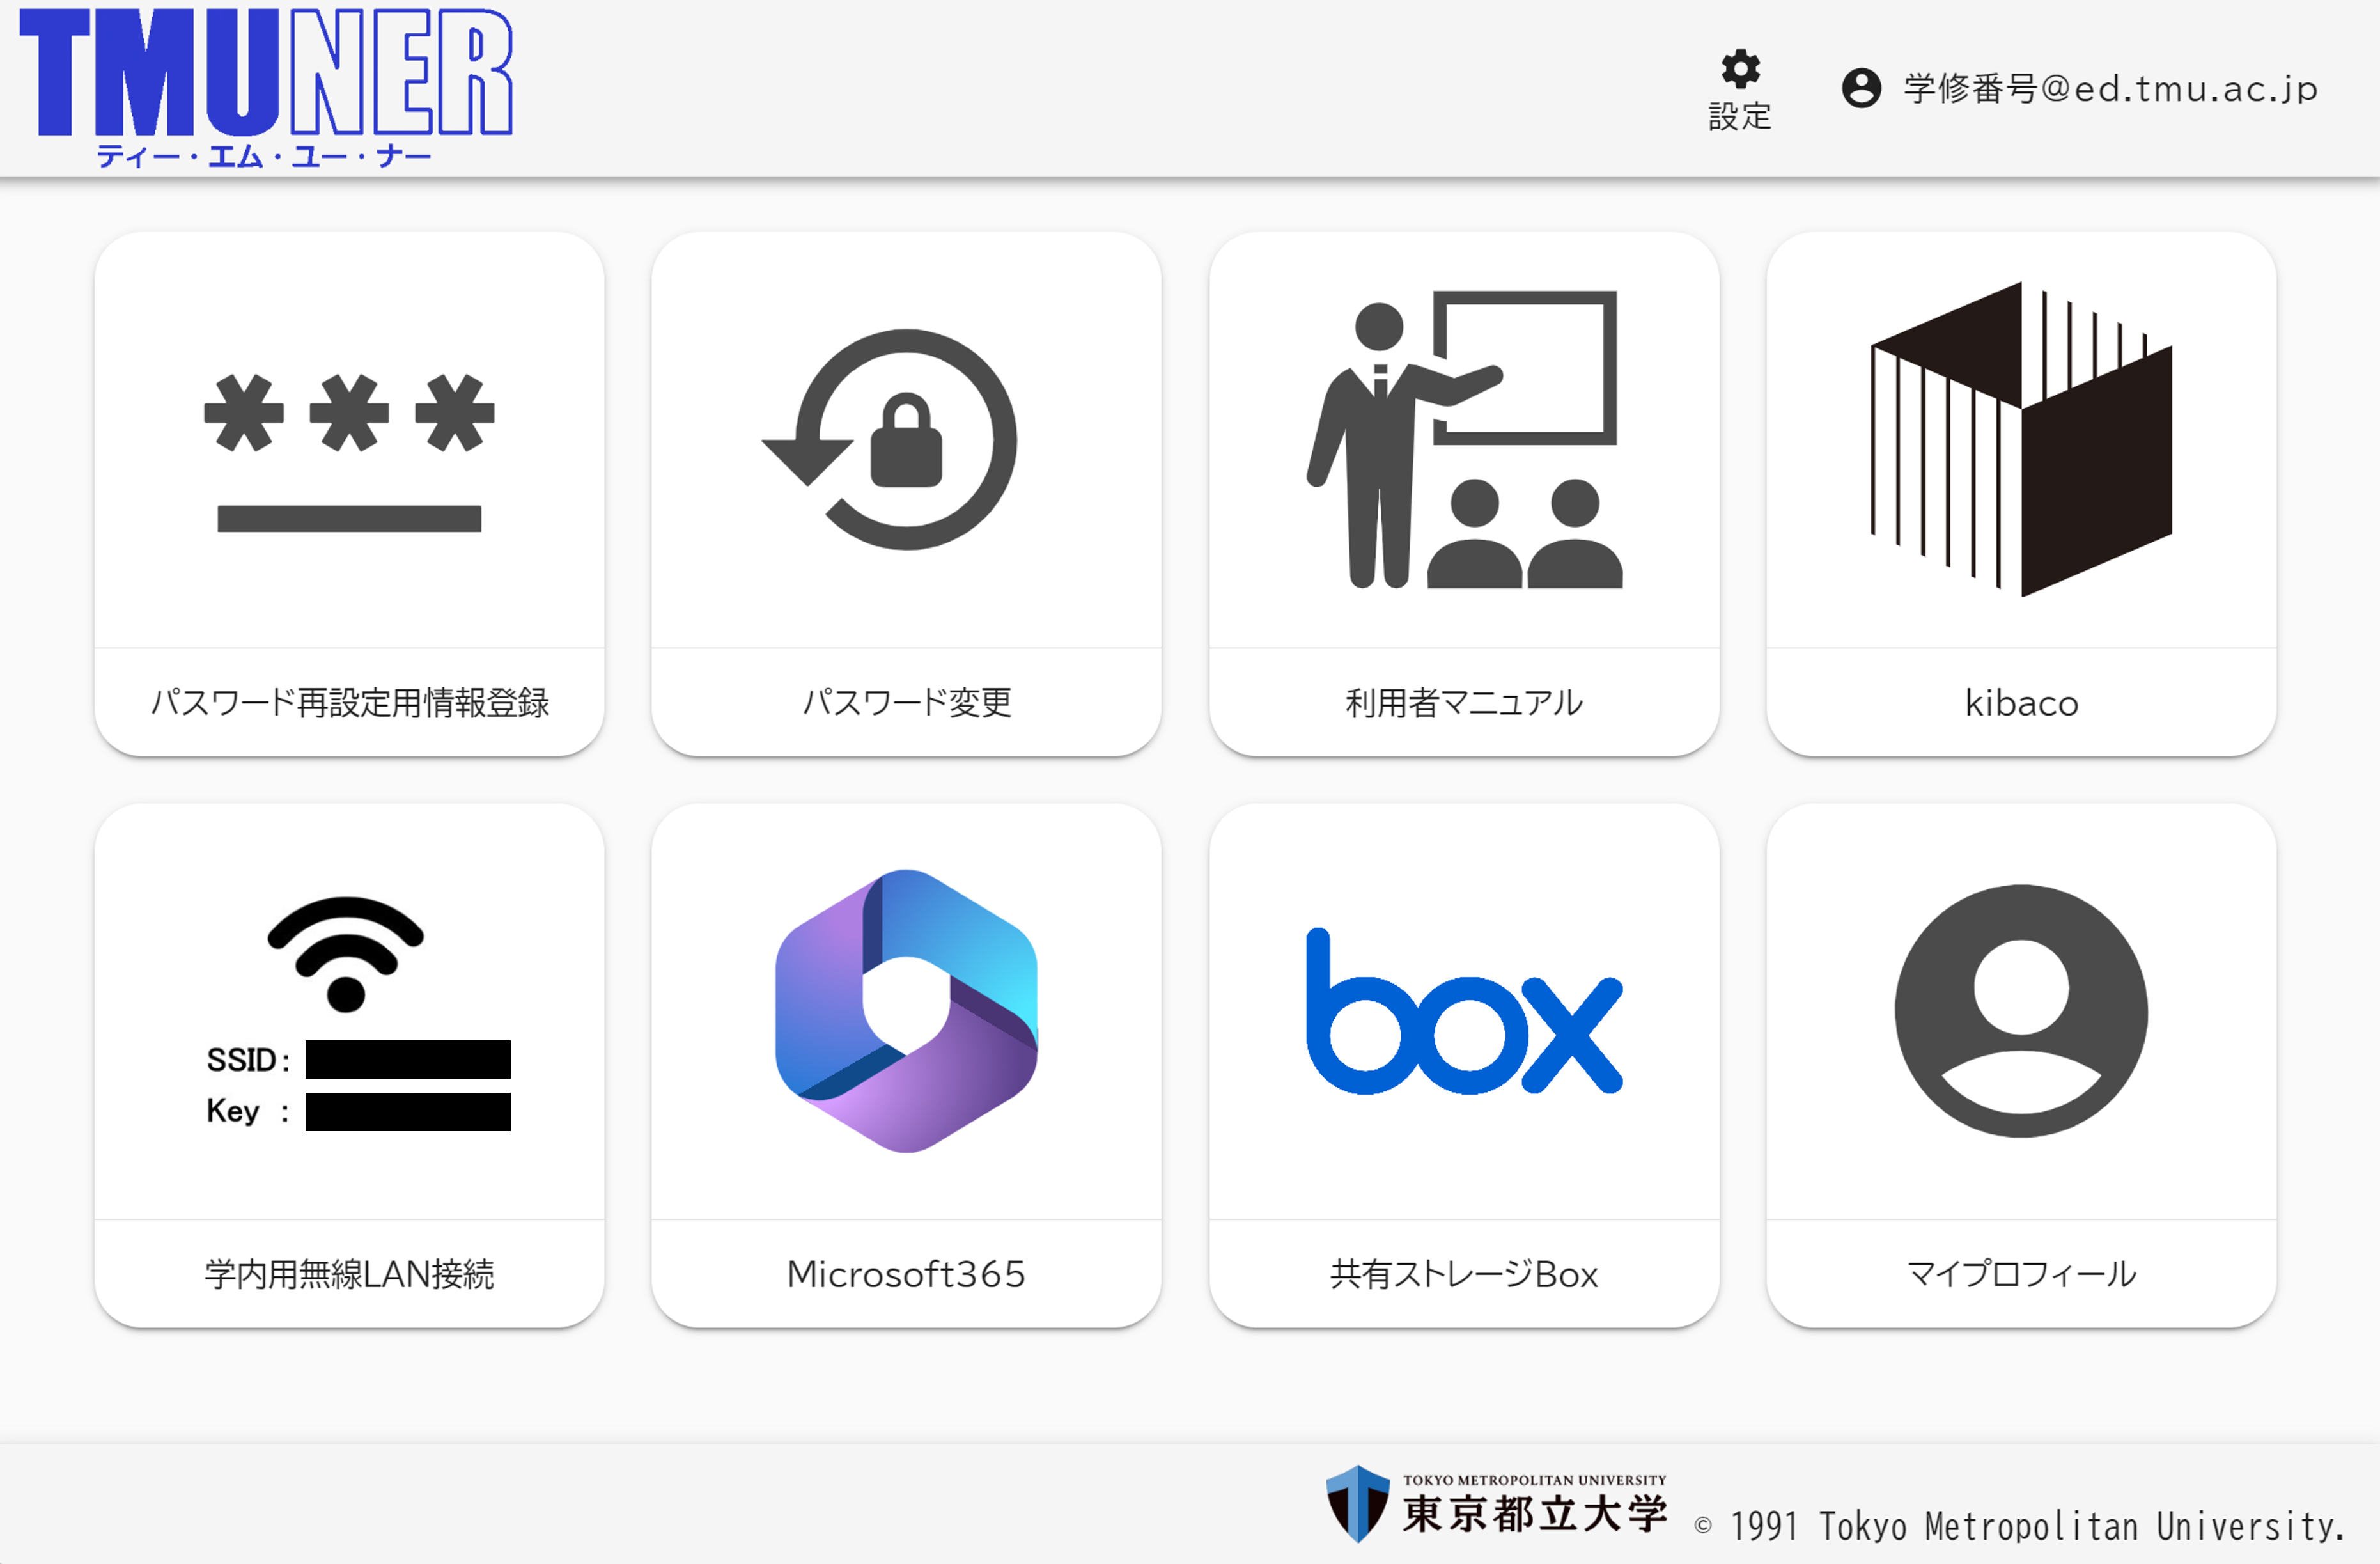 TMUNER
ティー・エム・ユー・ナー
設定
学修番号@ed.tmu.ac.jp
パスワード再設定用情報登録
パスワード変更
利用者マニュアル
kibaco
SSID:
Key :
box
学内用無線LAN接続
Microsoft365
共有ストレージBox
マイプロフィール
TOKYO METROPOLITAN UNIVERSITY
東京都立大学
© 1991 Tokyo Metropolitan University.